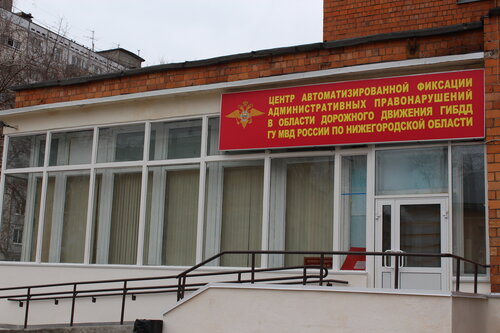 ЦЕНТР АВТОМАТИЗИРОВАННОЙ ФИКСАЦИИ
АДМИНИСТРАТИВНЫХ ПРАВОНАРУШЕНИЙ
В ОБЛАСТИ ДОРОЖНОГО ДВИЖЕНИЯ ГИБДД
ГУ МВД РОССИИ ПО НИЖЕГОРОДСКОЙ ОБЛАСТИ